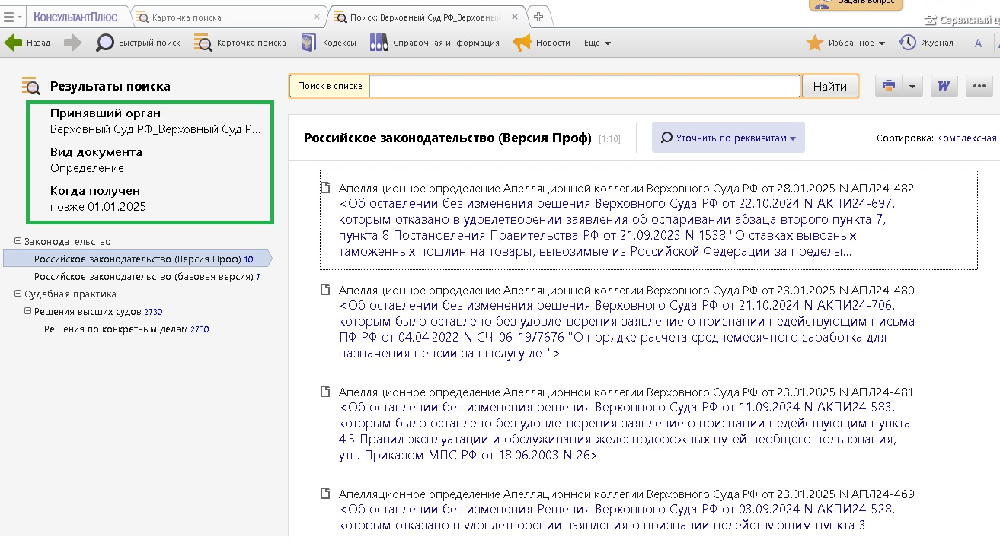 Задать вопрос
КонсультантПлюс
Карточка поиска
Поиск: Верховный Суд РФ_Верховный
Сервисный ц
Назад
Быстрый поиск
Карточка поиска
Кодексы
Справочная информация
Новости
Еще
Избранное
Журнал
А−
Результаты поиска
Поиск в списке
Найти
W
Принявший орган
Верховный Суд РФ_Верховный Суд Р...
Вид документа
Определение
Когда получен
позже 01.01.2025
Законодательство
Российское законодательство (Версия Проф) 10
Российское законодательство (базовая версия) 7
Судебная практика
Решения высших судов 2730
Решения по конкретным делам 2730
Российское законодательство (Версия Проф) [1:10]
Уточнить по реквизитам
Сортировка: Комплексная
Апелляционное определение Апелляционной коллегии Верховного Суда РФ от 28.01.2025 N АПЛ24-482
<Об оставлении без изменения решения Верховного Суда РФ от 22.10.2024 N АКПИ24-697,
которым отказано в удовлетворении заявления об оспаривании абзаца второго пункта 7,
пункта 8 Постановления Правительства РФ от 21.09.2023 N 1538 "О ставках вывозных
таможенных пошлин на товары, вывозимые из Российской Федерации за пределы...
Апелляционное определение Апелляционной коллегии Верховного Суда РФ от 23.01.2025 N АПЛ24-480
<Об оставлении без изменения решения Верховного Суда РФ от 21.10.2024 N АКПИ24-706,
которым было оставлено без удовлетворения заявление о признании недействующим письма
ПФ РФ от 04.04.2022 N СЧ-06-19/7676 "О порядке расчета среднемесячного заработка для
назначения пенсии за выслугу лет">
Апелляционное определение Апелляционной коллегии Верховного Суда РФ от 23.01.2025 N АПЛ24-481
<Об оставлении без изменения решения Верховного Суда РФ от 11.09.2024 N АКПИ24-583,
которым было оставлено без удовлетворения заявление о признании недействующим пункта
4.5 Правил эксплуатации и обслуживания железнодорожных путей необщего пользования,
утв. Приказом МПС РФ от 18.06.2003 N 26>
Апелляционное определение Апелляционной коллегии Верховного Суда РФ от 23.01.2025 N АПЛ24-469
<Об оставлении без изменения Решения Верховного Суда РФ от 03.09.2024 N АКПИ24-528,
которым отказано в удовлетворении заявления о признании недействующим пункта 3